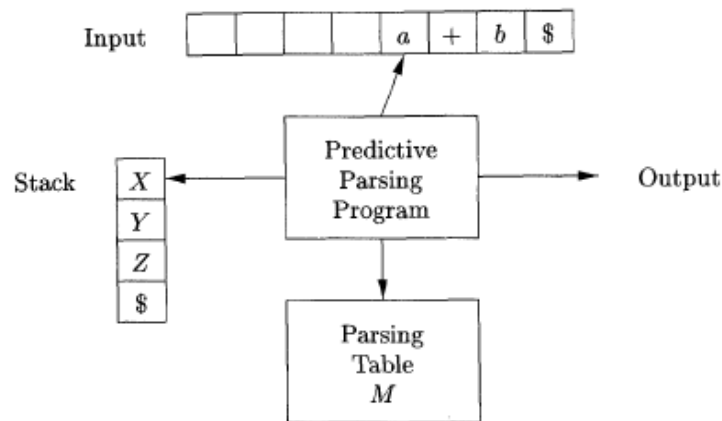 Input a + b $
Predictive
Parsing
Program
Stack X
Y
Z
$
Output
Parsing
Table
M